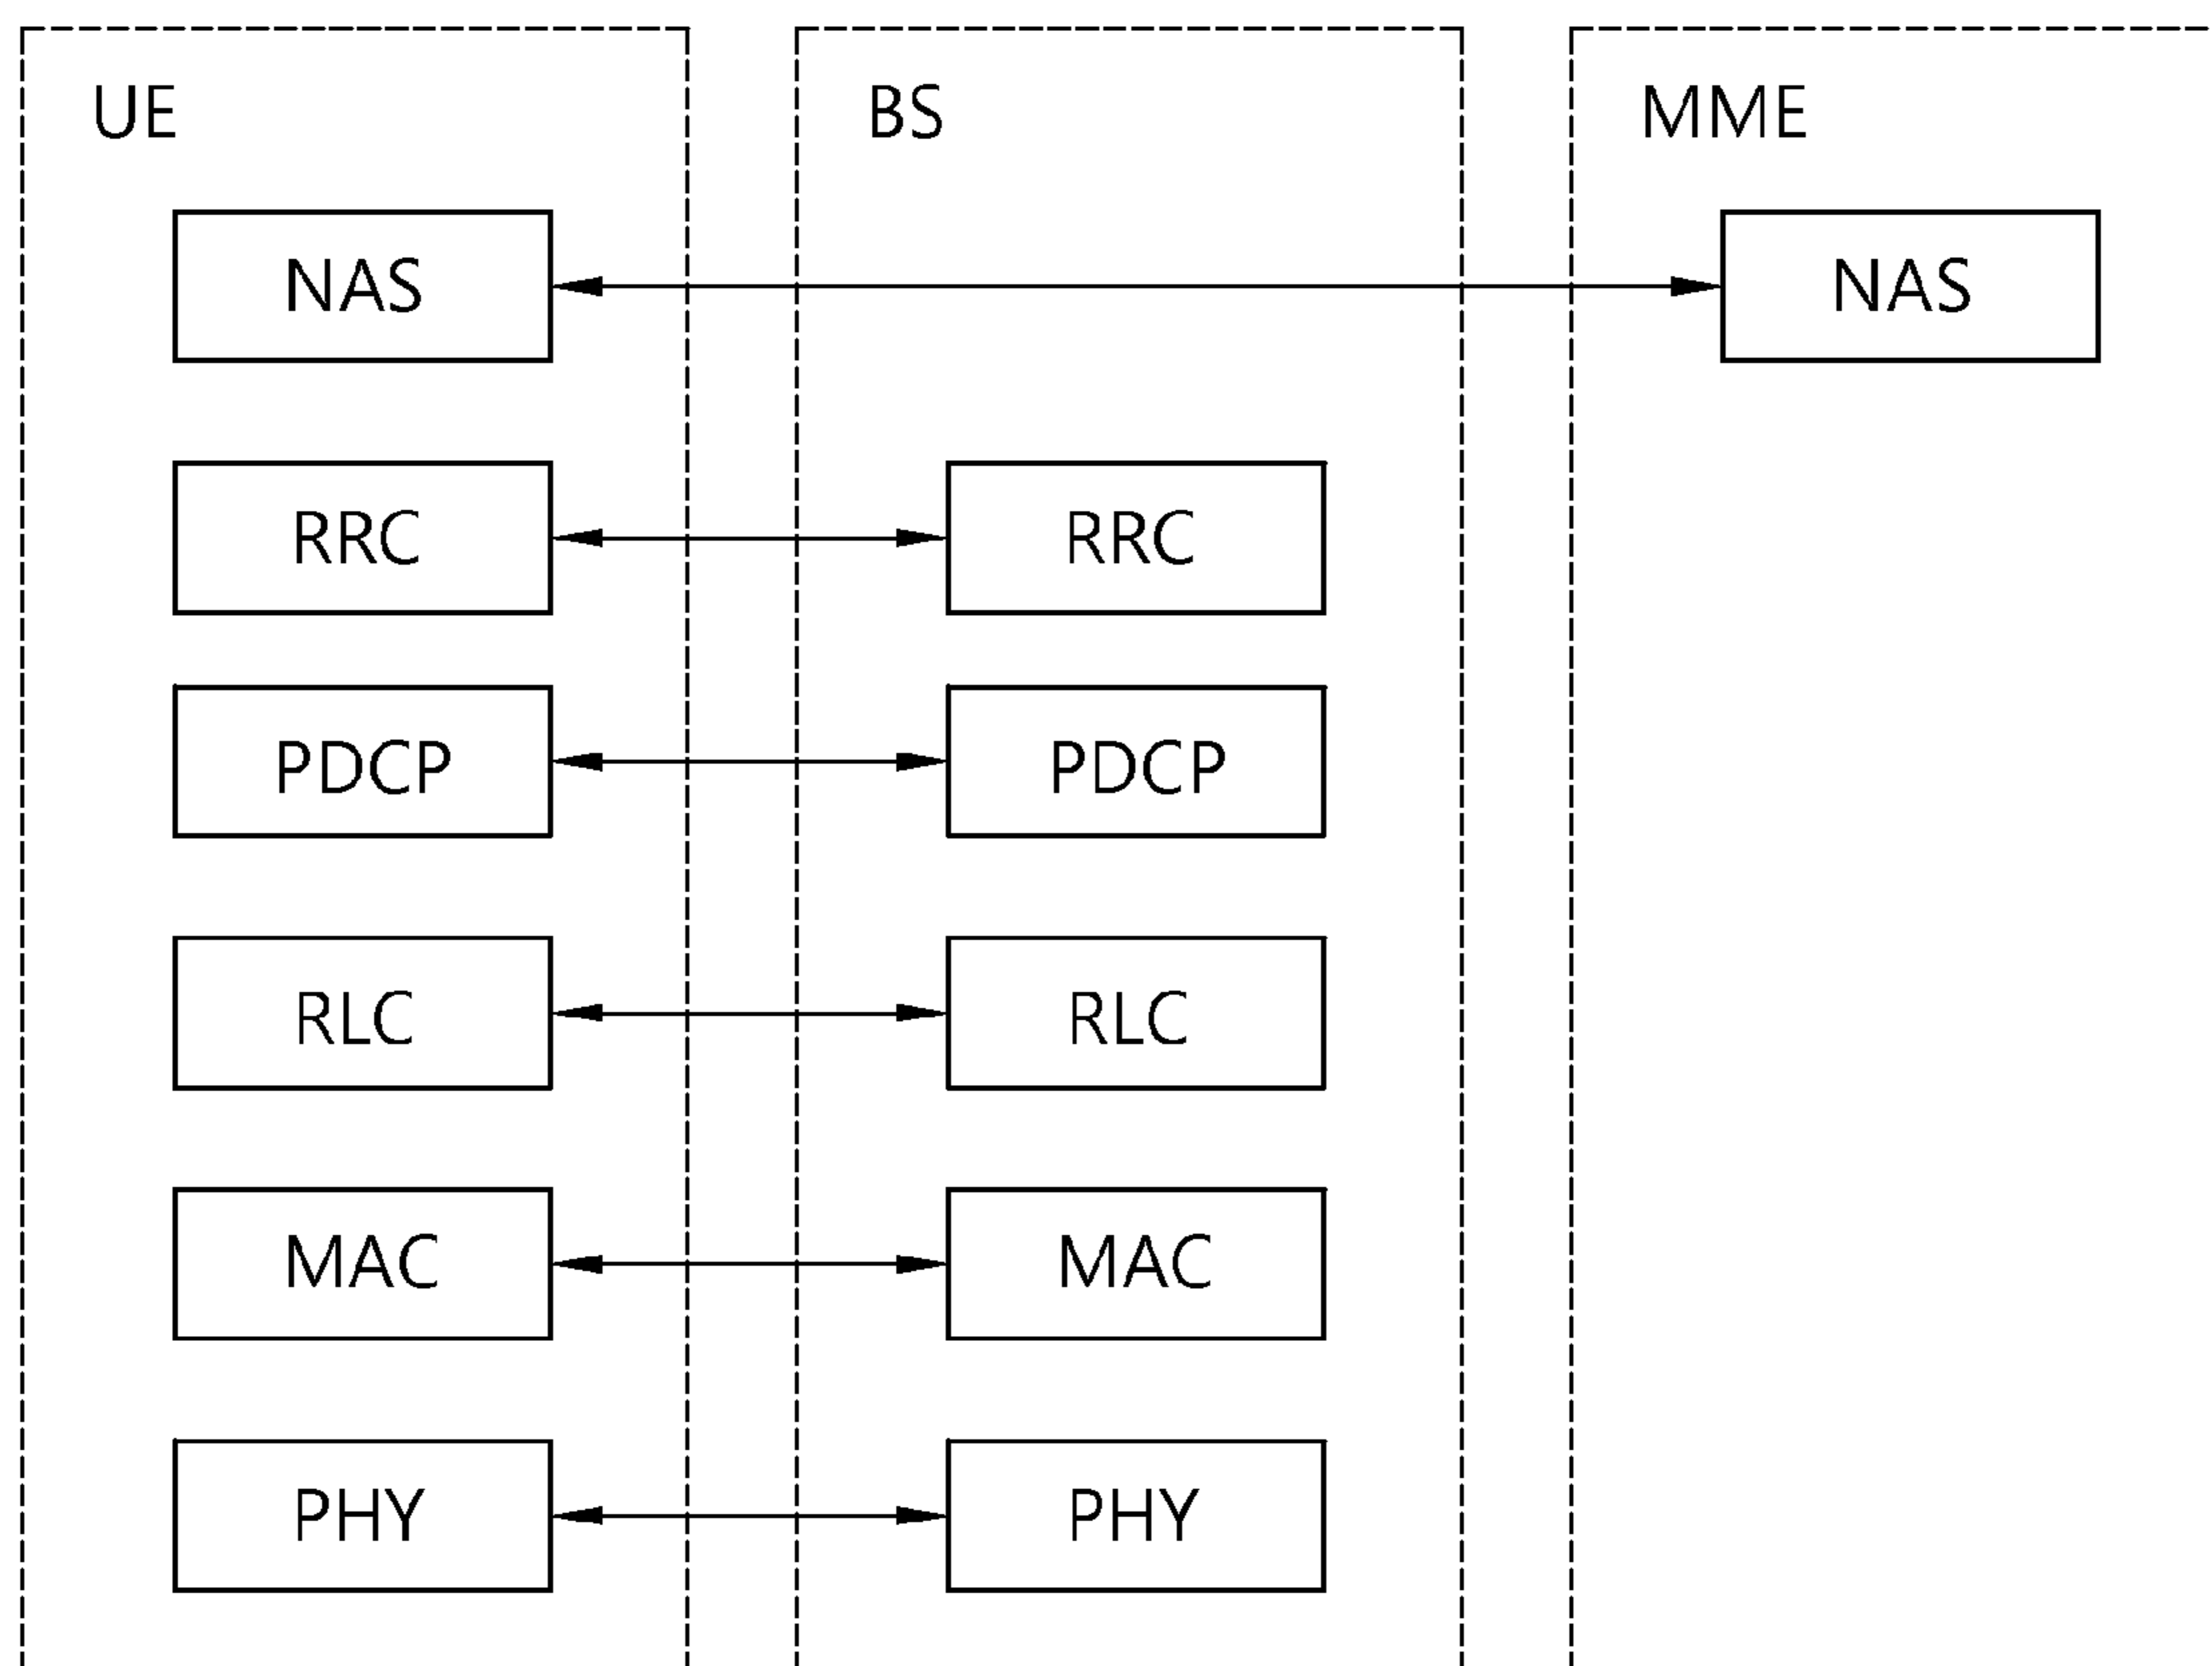 UE BS MME
NAS NAS
RRC RRC
PDCP PDCP
RLC RLC
MAC MAC
PHY PHY